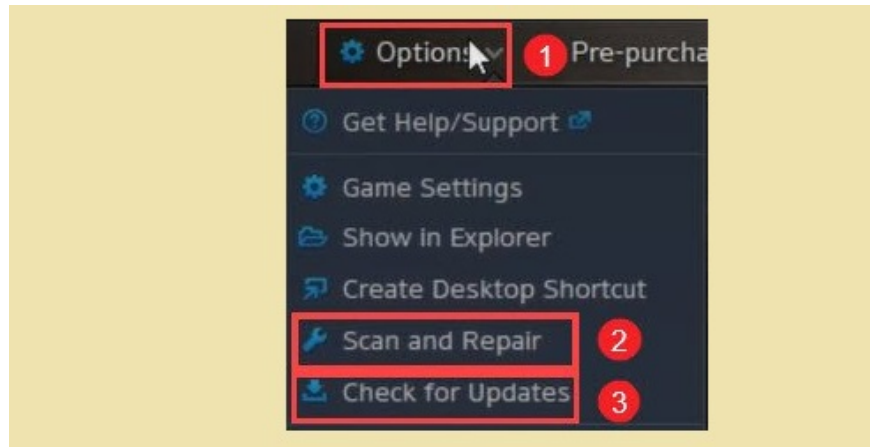 Options 1 Pre-purcha
Get Help/Support
Game Settings
Show in Explorer
Create Desktop Shortcut
Scan and Repair 2
Check for Updates 3